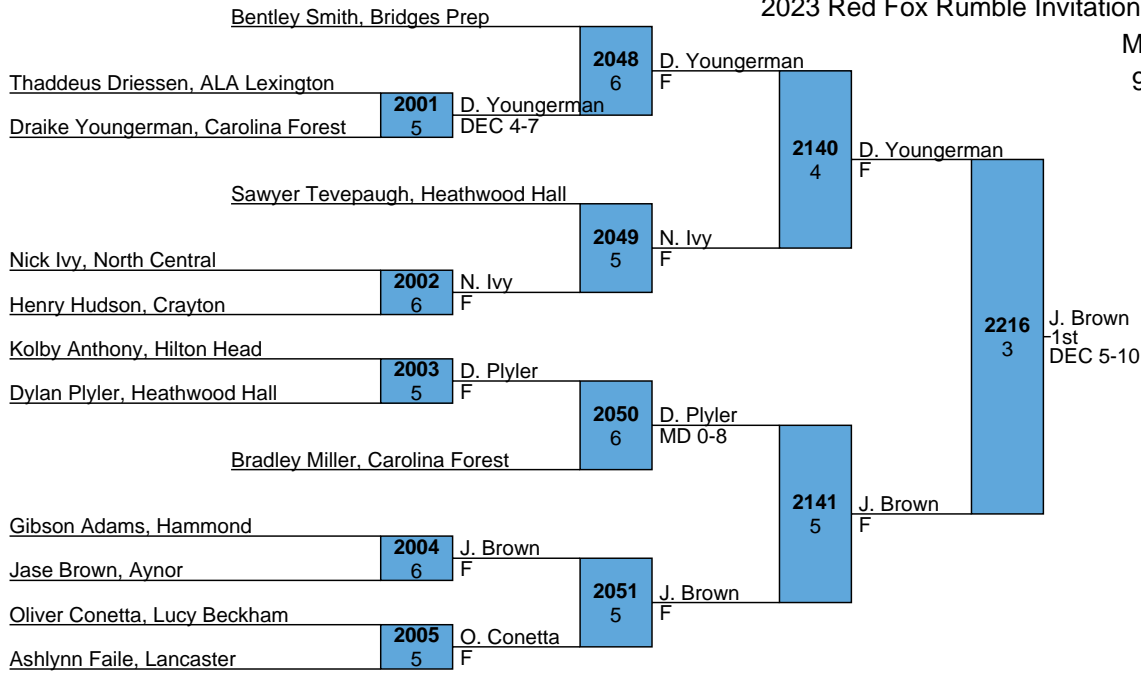 2023 Red Fox Rumble Invitation
M
9
Bentley Smith, Bridges Prep
2048
6
D. Youngerman
F
Thaddeus Driessen, ALA Lexington
2001
5
D. Youngerman
DEC 4-7
Draike Youngerman, Carolina Forest
2140
4
D. Youngerman
F
Sawyer Tevepaugh, Heathwood Hall
2049
5
N. Ivy
F
Nick Ivy, North Central
2002
6
N. Ivy
F
Henry Hudson, Crayton
2216
3
J. Brown
1st
DEC 5-10
Kolby Anthony, Hilton Head
2003
5
D. Plyler
F
Dylan Plyler, Heathwood Hall
2050
6
D. Plyler
MD 0-8
Bradley Miller, Carolina Forest
2141
5
J. Brown
F
Gibson Adams, Hammond
2004
6
J. Brown
F
Jase Brown, Aynor
2051
5
J. Brown
F
Oliver Conetta, Lucy Beckham
2005
5
O. Conetta
F
Ashlynn Faile, Lancaster